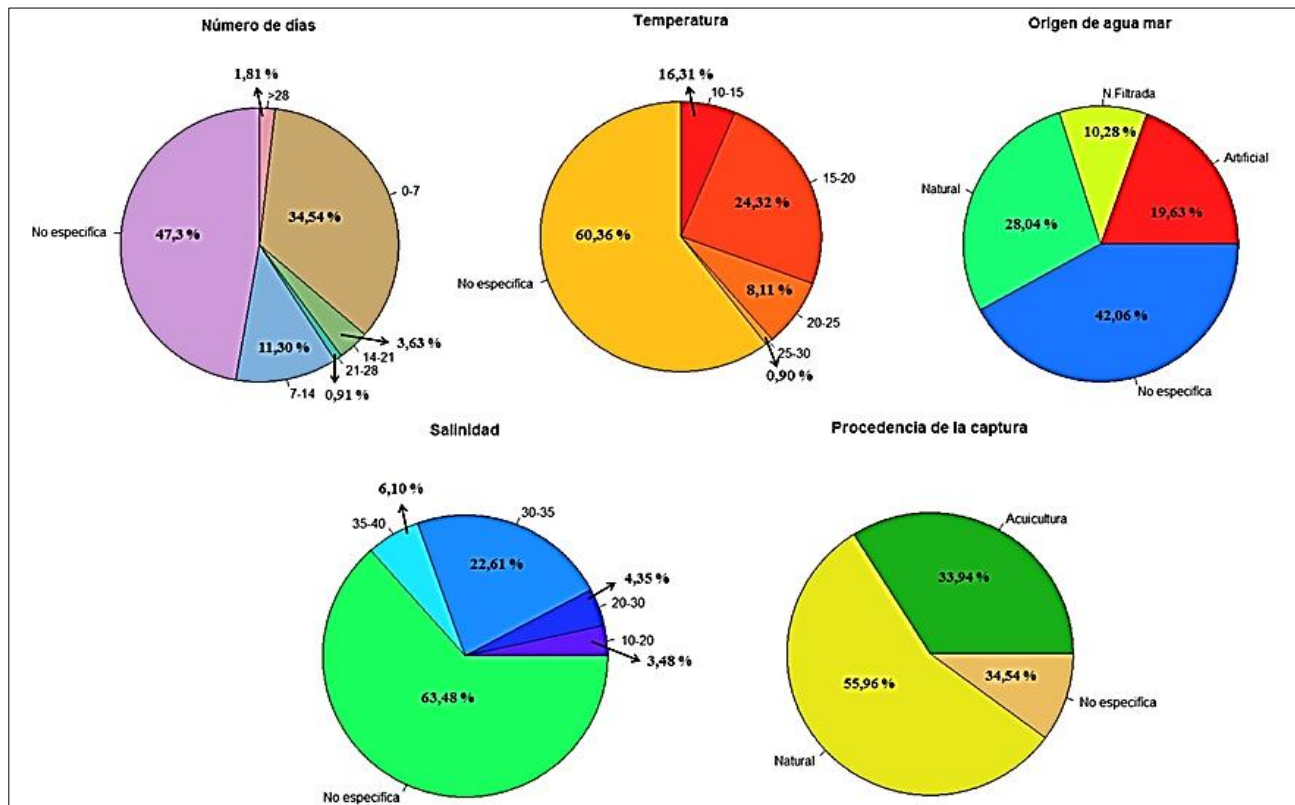 Número de días
1,81 %
>28
0-7
34,54 %
No especifica
47,3 %
3,63 %
14-21
21-28
11,30 %
0,91 %
7-14
Temperatura
16,31 %
10-15
15-20
24,32 %
60,36 %
No especifica
8,11 %
20-25
25-30
0,90 %
Origen de agua mar
N.Filtrada
10,28 %
Artificial
Natural
19,63 %
28,04 %
42,06 %
No especifica
Salinidad
6,10 %
35-40
30-35
22,61 %
4,35 %
20-30
10-20
3,48 %
63,48 %
No especifica
Procedencia de la captura
Acuicultura
33,94 %
55,96 %
34,54 %
No especifica
Natural